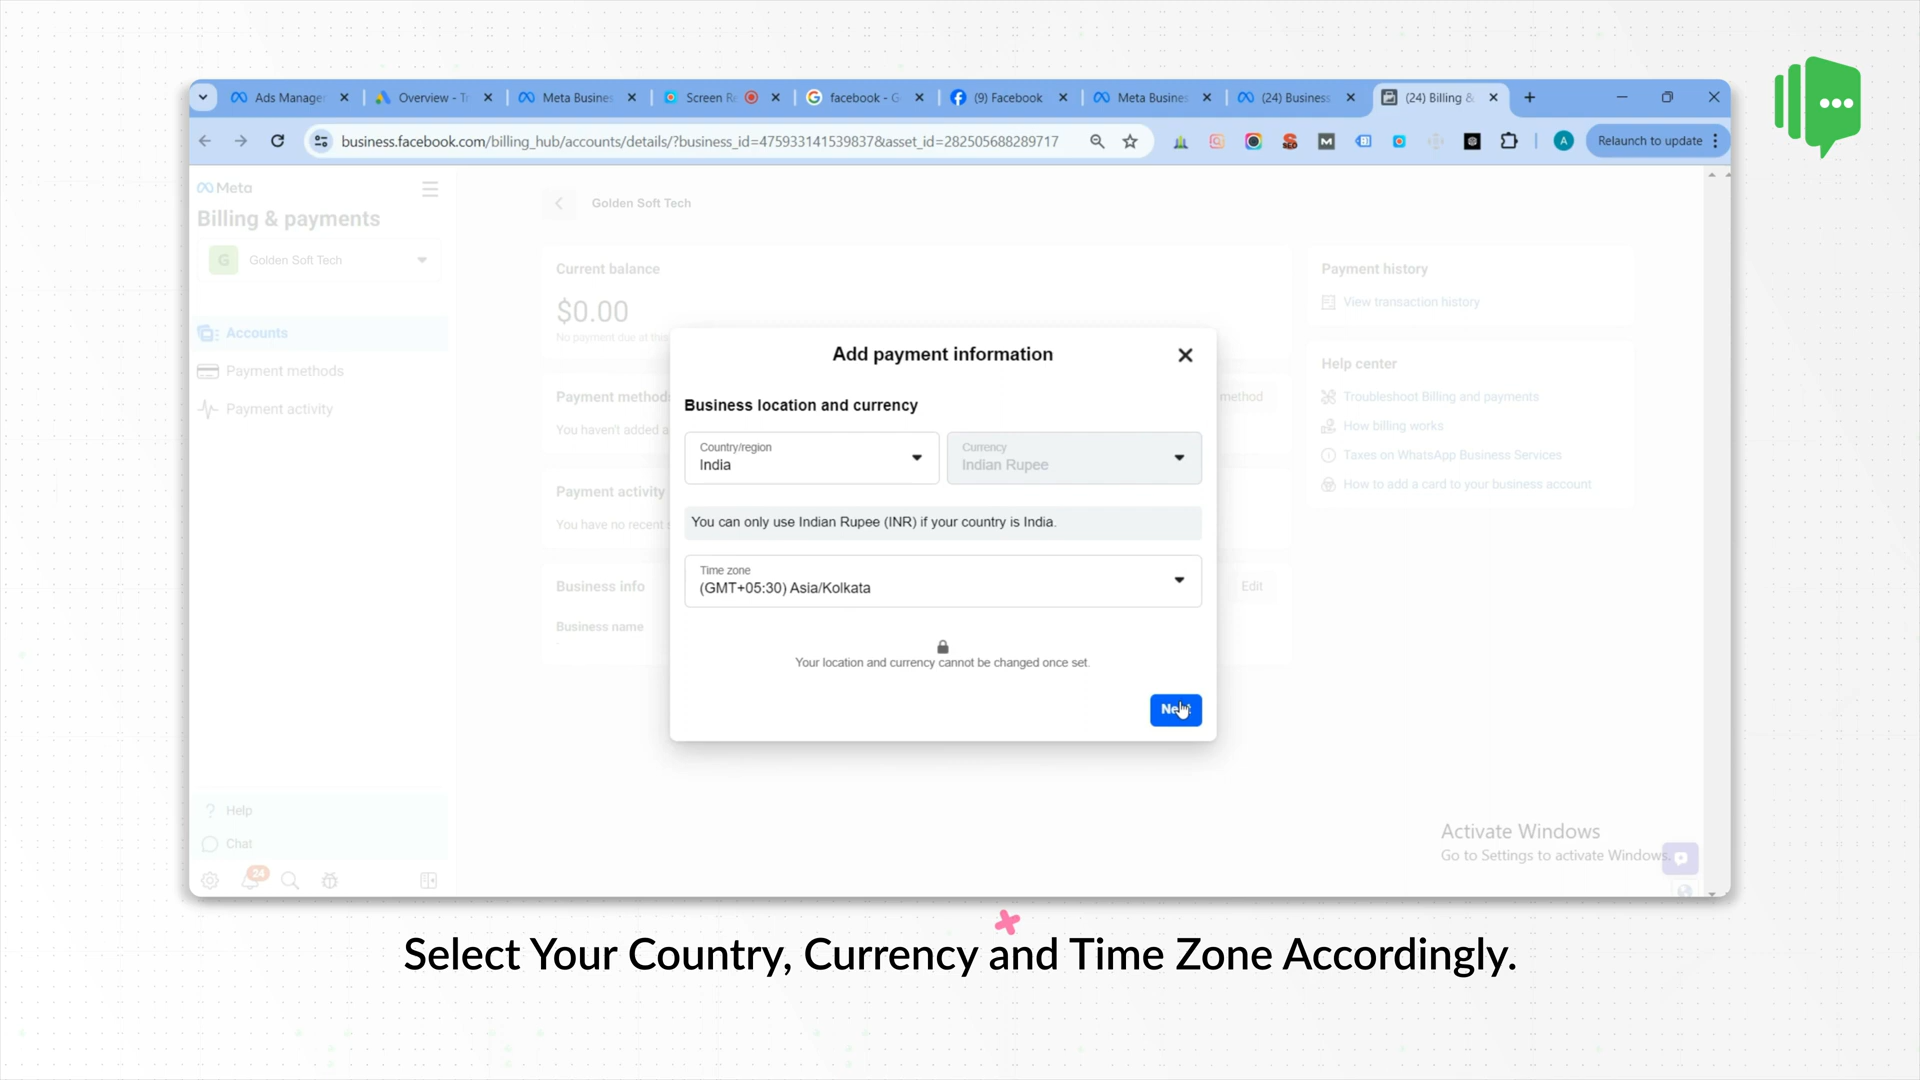 Ads Manager
Overview - Tr
Meta Busines
Screen Re
facebook - G
(9) Facebook
Meta Busines
(24) Business
(24) Billing &
business.facebook.com/billing_hub/accounts/details/?business_id=475933141539837&asset_id=282505688289717
A
Relaunch to update
Meta
Billing & payments
G
Golden Soft Tech
Accounts
Payment methods
Payment activity
Help
Chat
24
Golden Soft Tech
Current balance
$0.00
No payment due at this
Payment methods
method
You haven't added a
Payment activity
You have no recent
Business info
Edit
Business name
Payment history
View transaction history
Help center
Troubleshoot Billing and payments
How billing works
Taxes on WhatsApp Business Services
How to add a card to your business account
Add payment information
Business location and currency
Country/region
India
Currency
Indian Rupee
You can only use Indian Rupee (INR) if your country is India.
Time zone
(GMT+05:30) Asia/Kolkata
Your location and currency cannot be changed once set.
Next
Activate Windows
Go to Settings to activate Windows.
Select Your Country, Currency and Time Zone Accordingly.